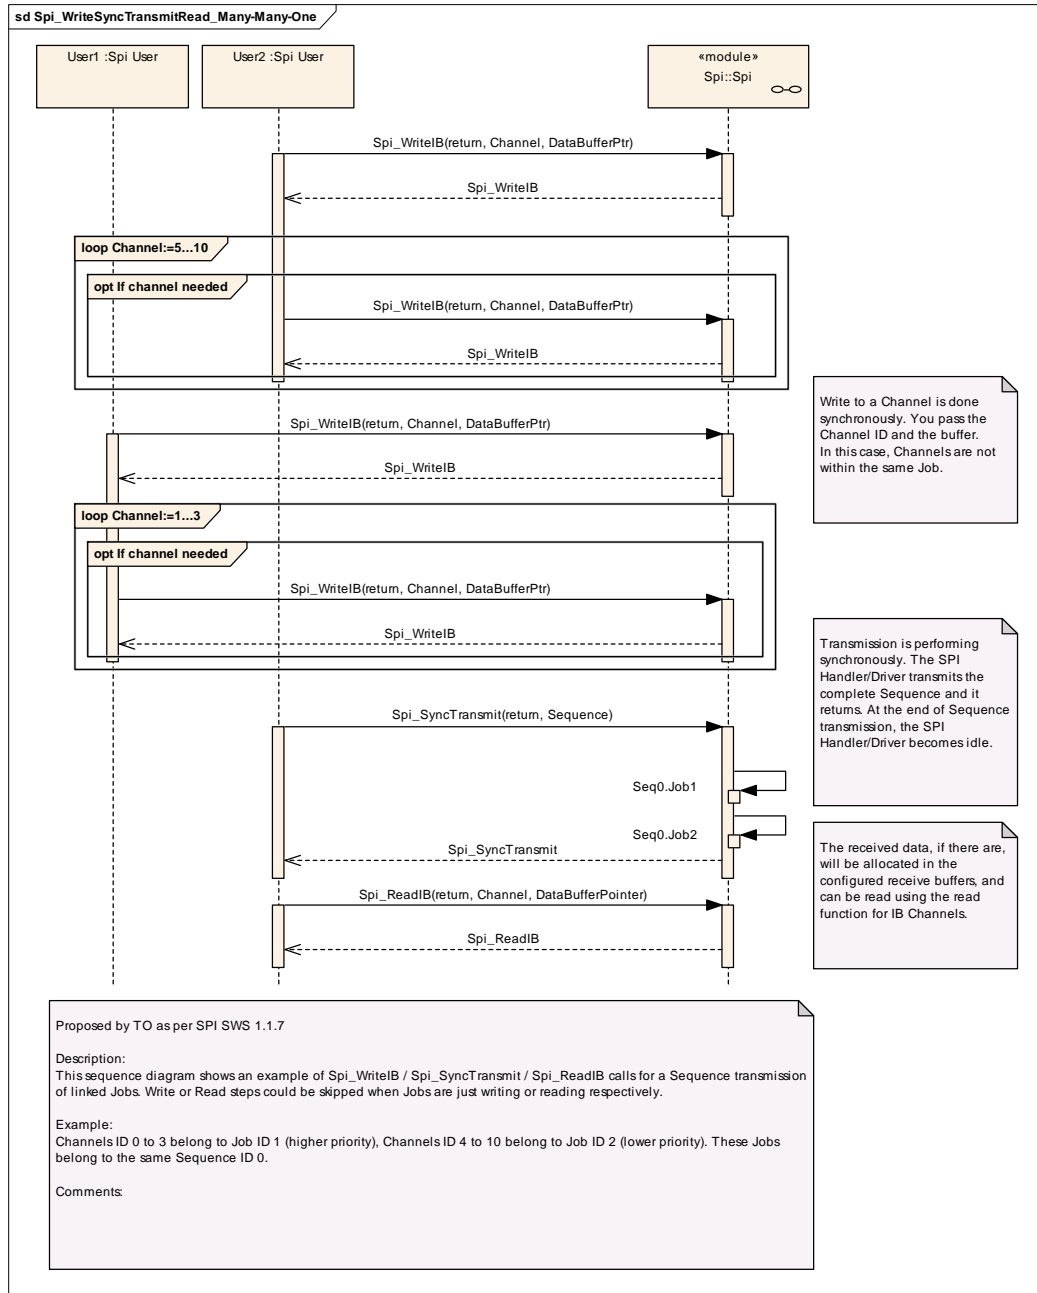 sd Spi_WriteSyncTransmitRead_Many-Many-One
User1 :Spi User
User2 :Spi User
«module»
Spi::Spi
Spi_WriteIB(return, Channel, DataBufferPtr)
Spi_WriteIB
loop Channel:=5...10
opt If channel needed
Spi_WriteIB(return, Channel, DataBufferPtr)
Spi_WriteIB
Write to a Channel is done
synchronously. You pass the
Channel ID and the buffer.
In this case, Channels are not
within the same Job.
Spi_WriteIB(return, Channel, DataBufferPtr)
Spi_WriteIB
loop Channel:=1...3
opt If channel needed
Spi_WriteIB(return, Channel, DataBufferPtr)
Spi_WriteIB
Transmission is performing
synchronously. The SPI
Handler/Driver transmits the
complete Sequence and it
returns. At the end of Sequence
transmission, the SPI
Handler/Driver becomes idle.
Spi_SyncTransmit(return, Sequence)
Seq0.Job1
Seq0.Job2
Spi_SyncTransmit
The received data, if there are,
will be allocated in the
configured receive buffers, and
can be read using the read
function for IB Channels.
Spi_ReadIB(return, Channel, DataBufferPointer)
Spi_ReadIB
Proposed by TO as per SPI SWS 1.1.7
Description:
This sequence diagram shows an example of Spi_WriteIB / Spi_SyncTransmit / Spi_ReadIB calls for a Sequence transmission
of linked Jobs. Write or Read steps could be skipped when Jobs are just writing or reading respectively.
Example:
Channels ID 0 to 3 belong to Job ID 1 (higher priority), Channels ID 4 to 10 belong to Job ID 2 (lower priority). These Jobs
belong to the same Sequence ID 0.
Comments: